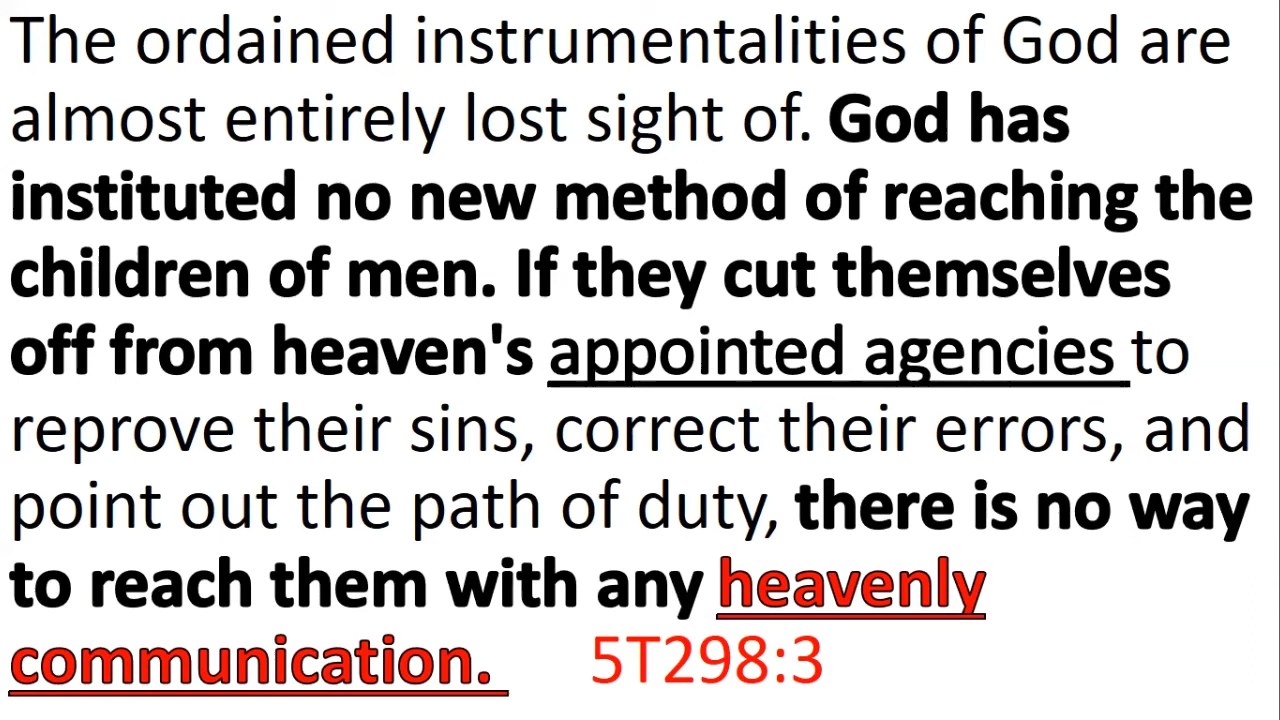 The ordained instrumentalities of God are
almost entirely lost sight of. God has
instituted no new method of reaching the
children of men. If they cut themselves
off from heaven's appointed agencies to
reprove their sins, correct their errors, and
point out the path of duty, there is no way
to reach them with any heavenly
communication. 5T298:3